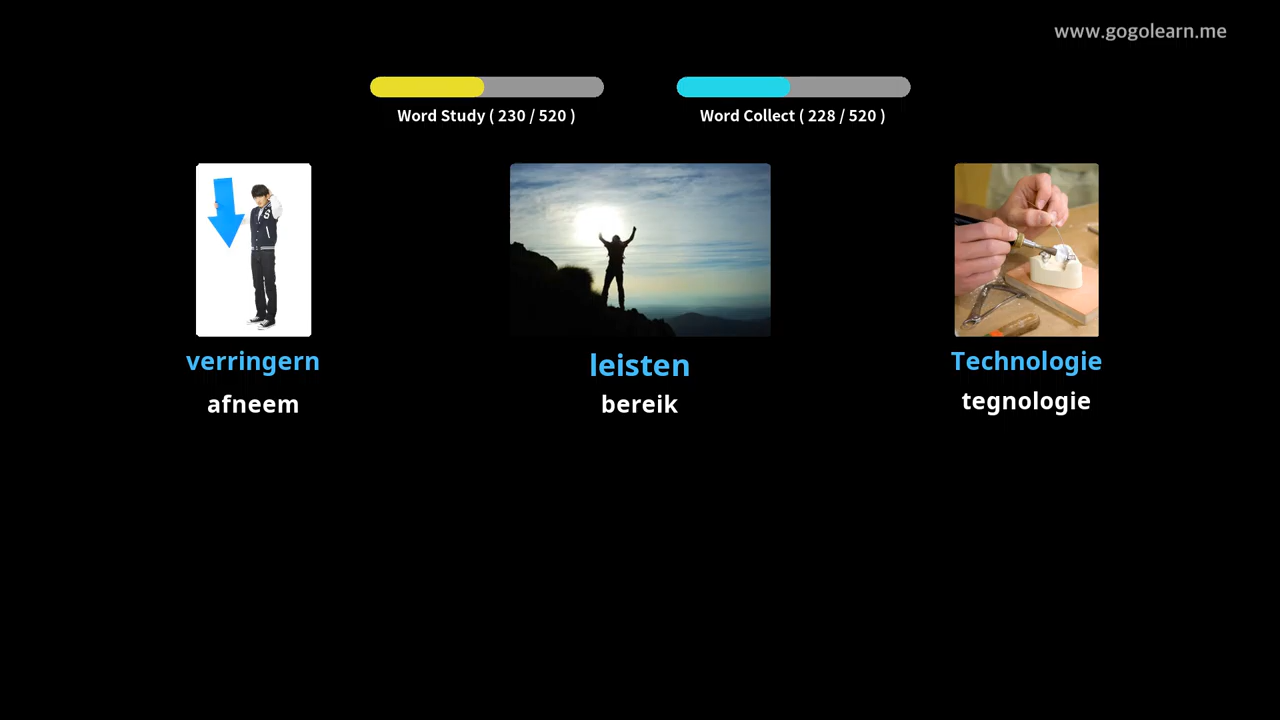 www.gogolearn.me
Word Study ( 230 / 520 )
Word Collect ( 228 / 520 )
verringern
afneem
leisten
bereik
Technologie
tegnologie